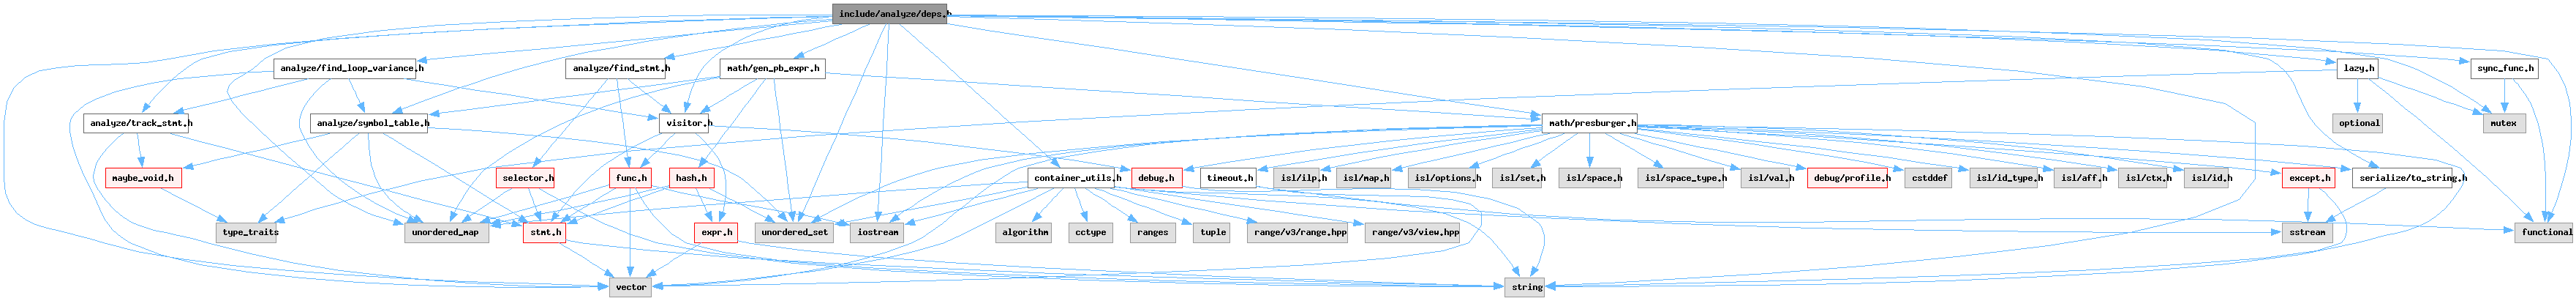 include/analyze/deps.h
analyze/find_loop_variance.h
analyze/find_stmt.h
math/gen_pb_expr.h
lazy.h
sync_func.h
analyze/track_stmt.h
analyze/symbol_table.h
visitor.h
math/presburger.h
optional
mutex
maybe_void.h
selector.h
func.h
hash.h
container_utils.h
debug.h
timeout.h
isl/ilp.h
isl/map.h
isl/options.h
isl/set.h
isl/space.h
isl/space_type.h
isl/val.h
debug/profile.h
cstddef
isl/id_type.h
isl/aff.h
isl/ctx.h
isl/id.h
except.h
serialize/to_string.h
type_traits
unordered_map
stmt.h
expr.h
unordered_set
iostream
algorithm
cctype
ranges
tuple
range/v3/range.hpp
range/v3/view.hpp
sstream
functional
vector
string